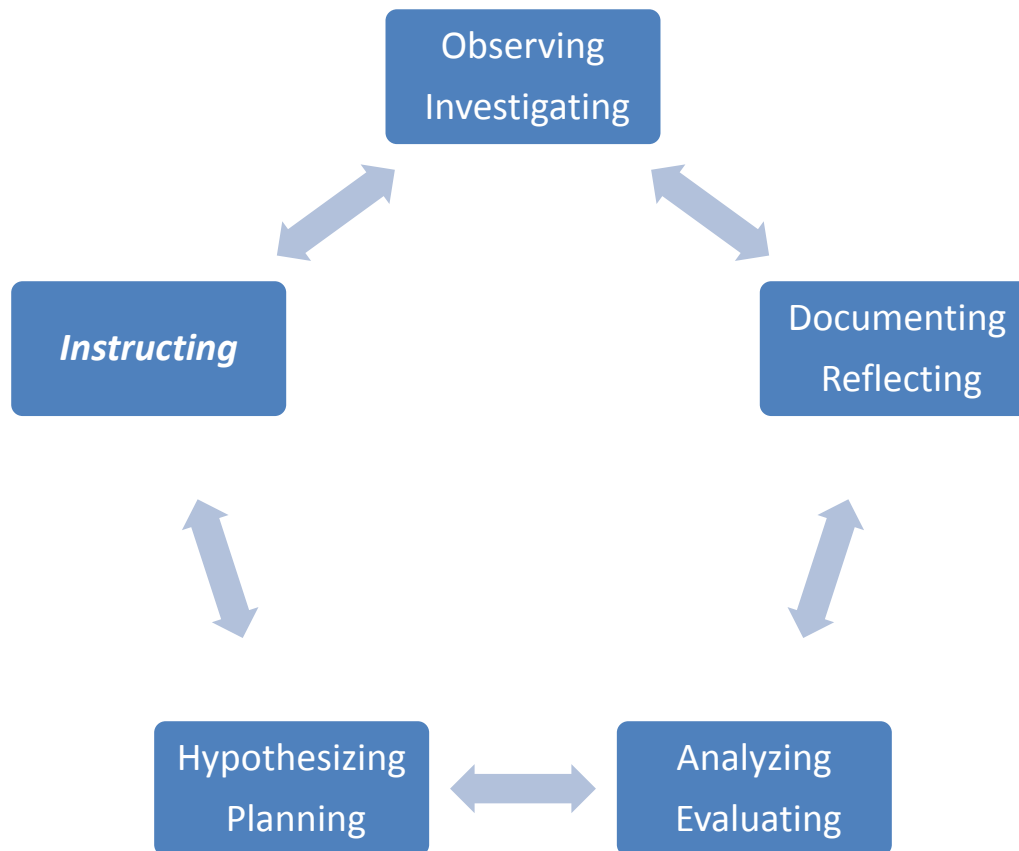 Observing
Investigating
Instructing
Documenting
Reflecting
Hypothesizing
Planning
Analyzing
Evaluating